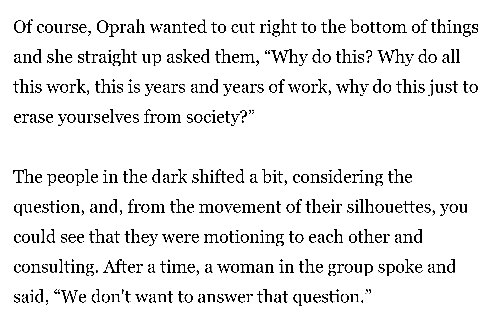 Of course, Oprah wanted to cut right to the bottom of things
and she straight up asked them, “Why do this? Why do all
this work, this is years and years of work, why do this just to
erase yourselves from society?”
The people in the dark shifted a bit, considering the
question, and, from the movement of their silhouettes, you
could see that they were motioning to each other and
consulting. After a time, a woman in the group spoke and
said, “We don't want to answer that question.”